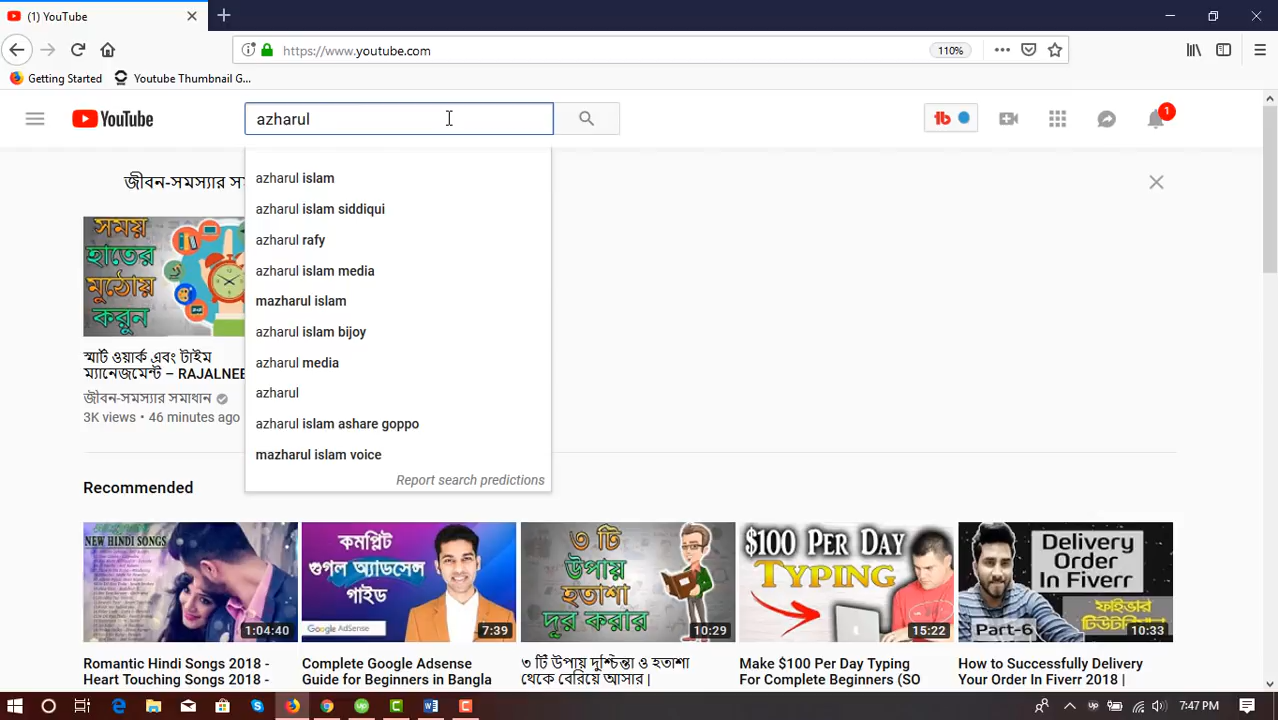 (1) YouTube
https://www.youtube.com
110%
Getting Started
Youtube Thumbnail G...
YouTube
azharul
1
azharul islam
azharul islam siddiqui
azharul rafy
azharul islam media
mazharul islam
azharul islam bijoy
azharul media
azharul
azharul islam ashare goppo
mazharul islam voice
Report search predictions
জীবন-সমস্যার স
সময়
হাতের
মুঠোয়
করুন
স্মার্ট ওয়ার্ক এবং টাইম
ম্যানেজমেন্ট – RAJALNEE
জীবন-সমস্যার সমাধান
3K views • 46 minutes ago
Recommended
NEW HINDI SONGS
1:04:40
কমপ্লিট
গুগল অ্যাডসেন্স
গাইড
Google AdSense
7:39
৩ টি
উপায়
হতাশা
দূর করার
10:29
$100 Per Day
TYPING
15:22
Delivery
Order
In Fiverr
ফাইভার
টিউটোরিয়াল
Part-6
10:33
Romantic Hindi Songs 2018 -
Heart Touching Songs 2018 -
Complete Google Adsense
Guide for Beginners in Bangla
৩ টি উপায় দুশ্চিন্তা ও হতাশা
থেকে বেরিয়ে আসার |
Make $100 Per Day Typing
For Complete Beginners (SO
How to Successfully Delivery
Your Order In Fiverr 2018 |
7:47 PM